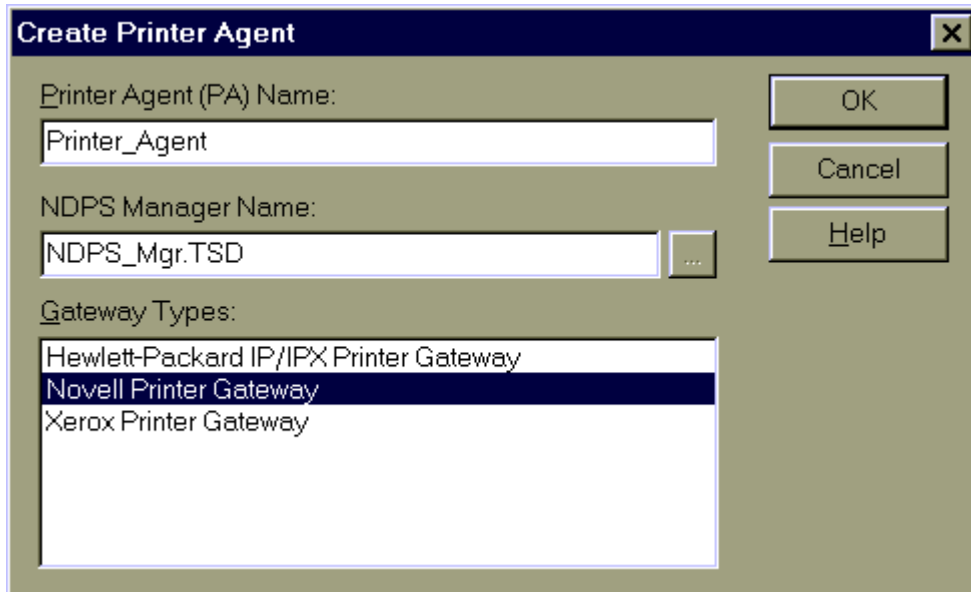 Create Printer Agent
Printer Agent (PA) Name:
Printer_Agent
NDPS Manager Name:
NDPS_Mgr.TSD
...
Gateway Types:
Hewlett-Packard IP/IPX Printer Gateway
Novell Printer Gateway
Xerox Printer Gateway
OK
Cancel
Help